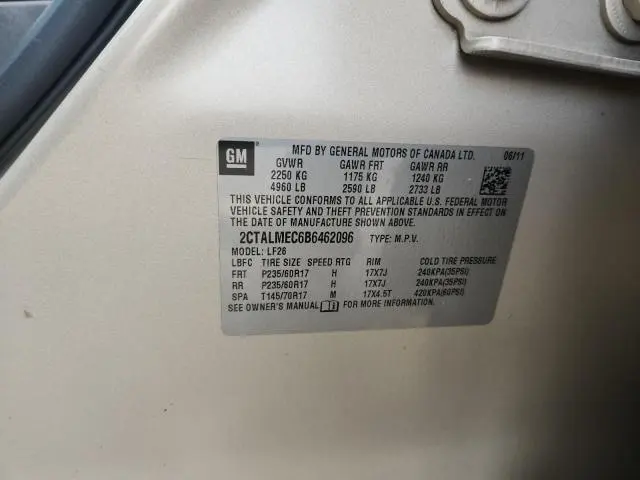 GM
MFD BY GENERAL MOTORS OF CANADA LTD. 06/11
GVWR GAWR FRT GAWR RR
2250 KG 1175 KG 1240 KG
4960 LB 2590 LB 2733 LB
THIS VEHICLE CONFORMS TO ALL APPLICABLE U.S. FEDERAL MOTOR
VEHICLE SAFETY, BUMPER, AND THEFT PREVENTION STANDARDS
IN EFFECT ON THE DATE OF MANUFACTURE SHOWN ABOVE.
2CTALMEC6B6462096 TYPE: M.P.V.
MODEL: LF26
LBFC TIRE SIZE SPEED RTG RIM COLD TIRE PRESSURE
FRT P235/60R17 H 17X7J 240KPA(35PSI)
RR P235/60R17 H 17X7J 240KPA(35PSI)
SPA T145/70R17 M 17X4.5T 420KPA(60PSI)
SEE OWNER'S MANUAL FOR MORE INFORMATION.